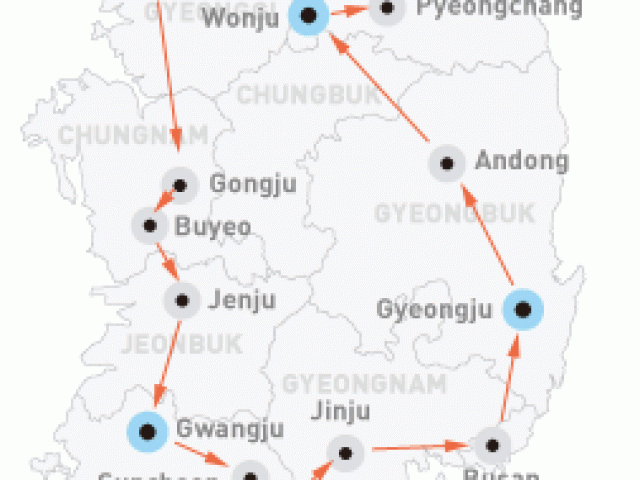 GYEONGGI
Wonju
Pyeongchang
CHUNGBUK
CHUNGNAM
Andong
Gongju
GYEONGBUK
Buyeo
Jenju
Gyeongju
JEONBUK
GYEONGNAM
Jinju
Gwangju
Suncheon
Busan